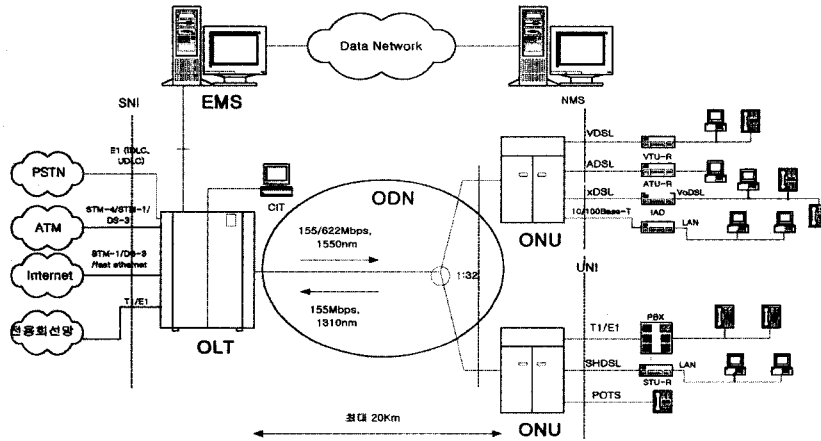 Data Network
EMS
NMS
SNI
E1 (IDLC, UDLC)
PSTN
ATM
STM-4/STM-1/
DS-3
Internet
STM-1/DS-3
/fast ethernet
T1/E1
전용회선망
OLT
CIT
ODN
155/622Mbps,
1550nm
155Mbps,
1310nm
1:32
최대 20Km
ONU
VDSL
VTU-R
ADSL
ATU-R
xDSL
VoDSL
10/100Base-T
IAD
LAN
UNI
ONU
T1/E1
PBX
SHDSL
STU-R
LAN
POTS